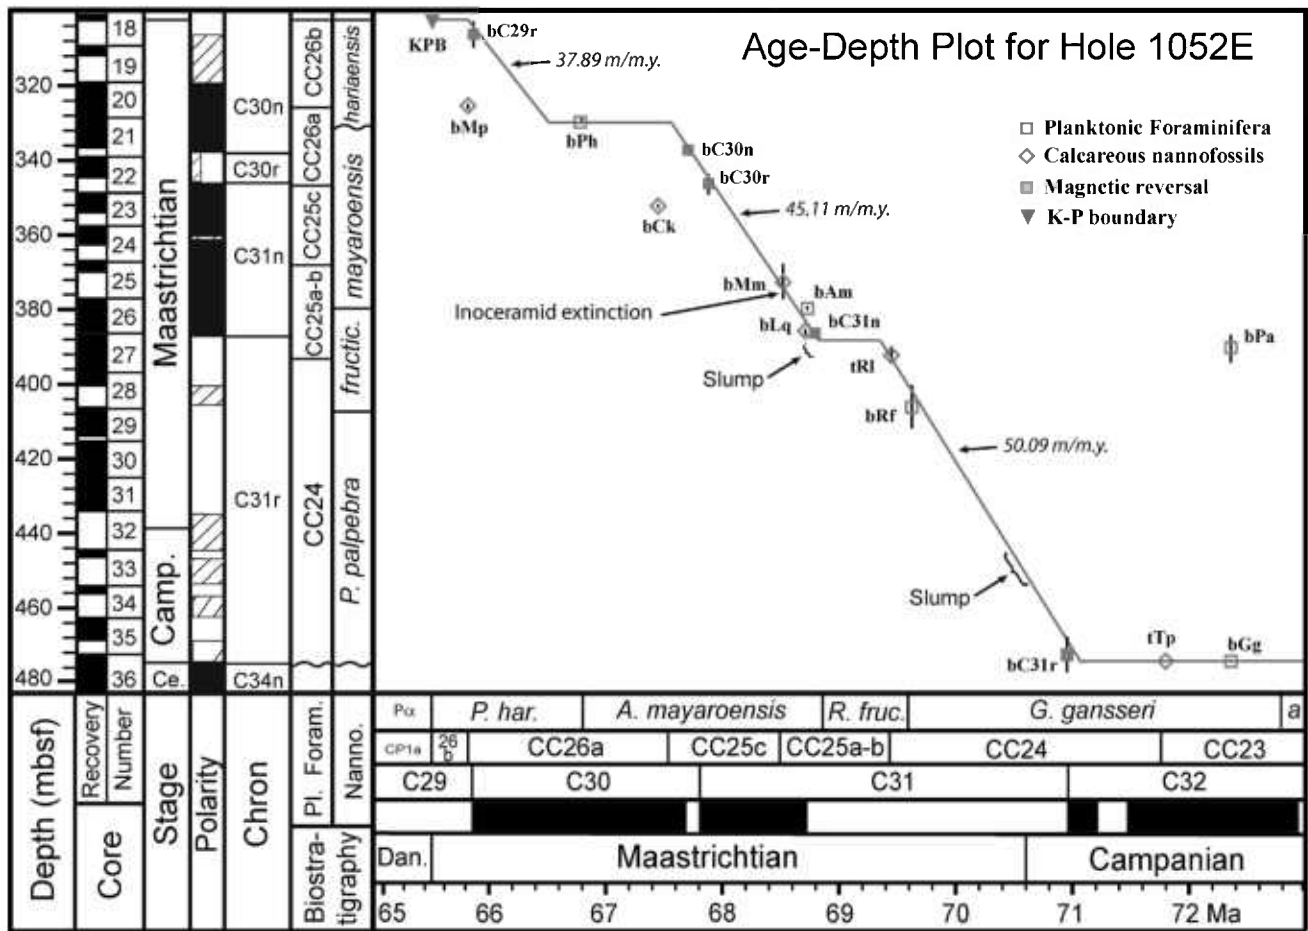 Age-Depth Plot for Hole 1052E
Planktonic Foraminifera
Calcareous nannofossils
Magnetic reversal
K-P boundary
KPB
bC29r
37.89 m/m.y.
bMp
bPh
bC30n
bC30r
45.11 m/m.y.
bCk
bMm
bAm
Inoceramid extinction
bLq
bC31n
Slump
tRl
bPa
bRf
50.09 m/m.y.
Slump
bC31r
tTp
bGg
320
340
360
380
400
420
440
460
480
18
19
20
21
22
23
24
25
26
27
28
29
30
31
32
33
34
35
36
Maastrichtian
Camp.
Ce.
C30n
C30r
C31n
C31r
C34n
CC26b
CC26a
CC25c
CC25a-b
CC24
hariaensis
mayaroensis
fructic.
P. palpebra
Depth (mbsf)
Recovery
Number
Core
Stage
Polarity
Chron
Pl. Foram.
Nanno.
Biostra-
tigraphy
Pα P. har. A. mayaroensis R. fruc. G. gansseri a
CP1a 26 b CC26a CC25c CC25a-b CC24 CC23
C29 C30 C31 C32
Dan. Maastrichtian Campanian
65 66 67 68 69 70 71 72 Ma